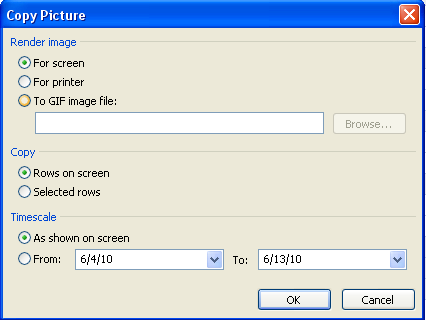 Copy Picture
Render image
For screen
For printer
To GIF image file:
Browse...
Copy
Rows on screen
Selected rows
Timescale
As shown on screen
From: 6/4/10 To: 6/13/10
OK Cancel